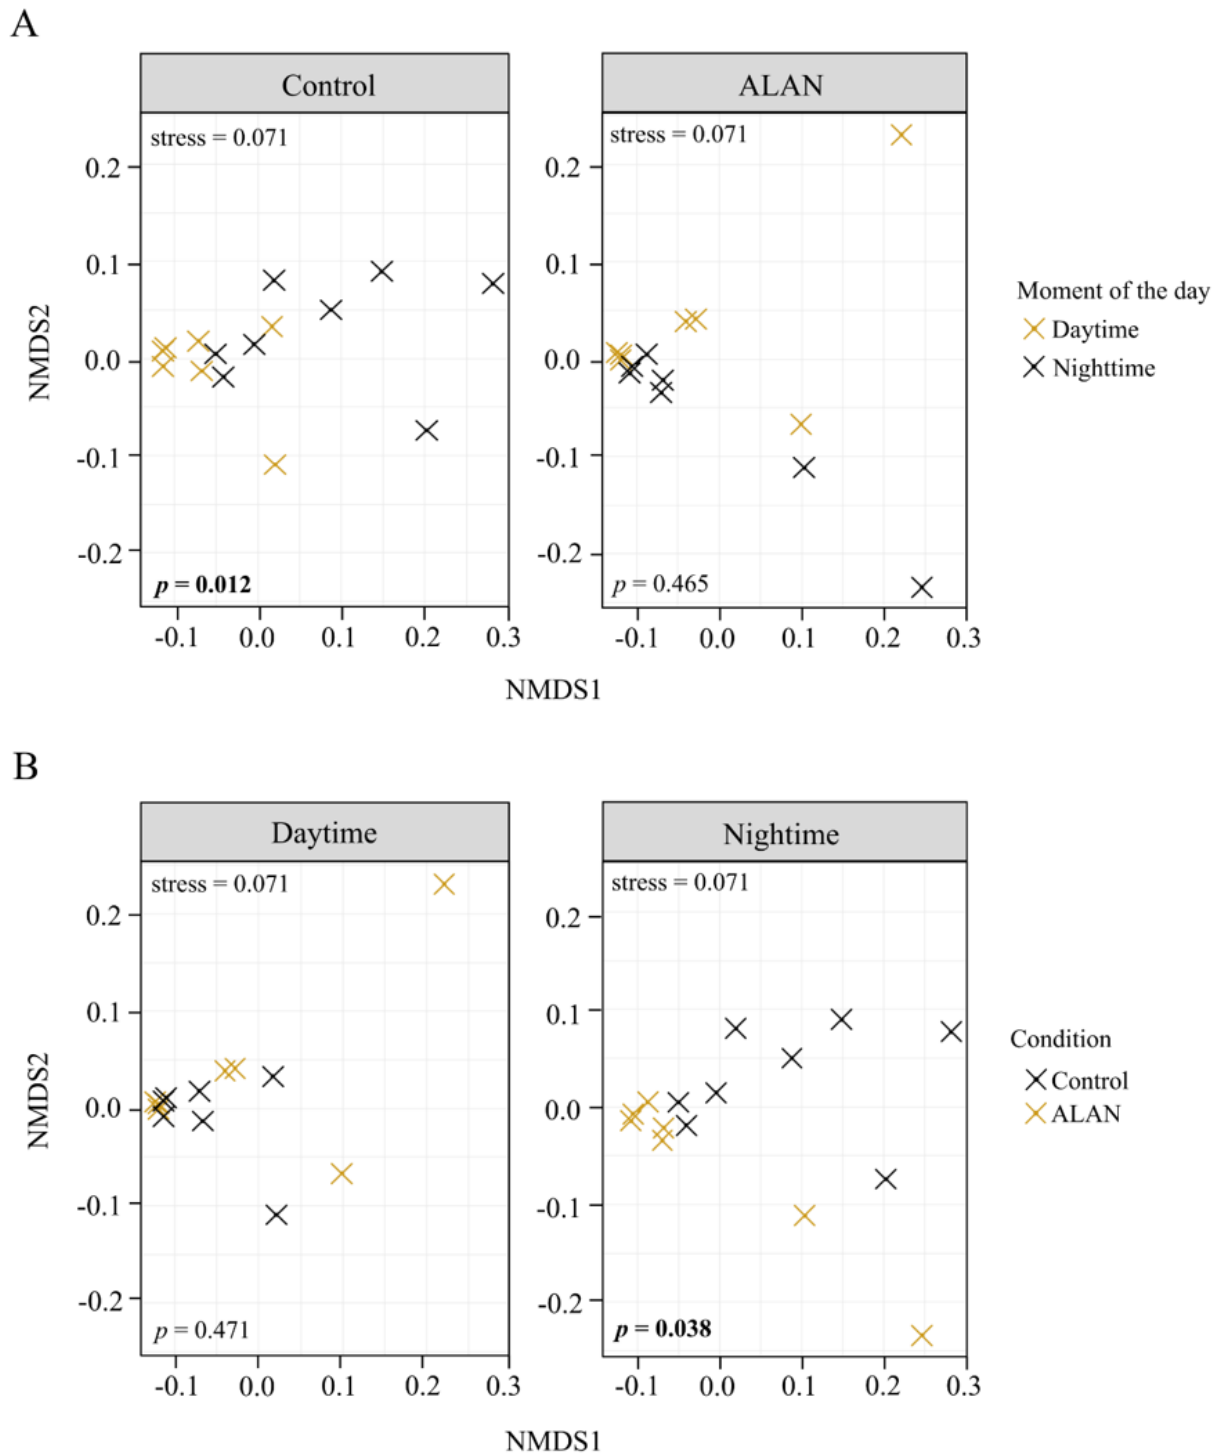 A
Control
ALAN
stress = 0.071
stress = 0.071
0.2
0.1
0.0
-0.1
-0.2
0.2
0.1
0.0
-0.1
-0.2
NMDS2
p = 0.012
p = 0.465
-0.1 0.0 0.1 0.2 0.3
-0.1 0.0 0.1 0.2 0.3
NMDS1
Moment of the day
Daytime
Nighttime
B
Daytime
Nightime
stress = 0.071
stress = 0.071
0.2
0.1
0.0
-0.1
-0.2
0.2
0.1
0.0
-0.1
-0.2
NMDS2
p = 0.471
p = 0.038
-0.1 0.0 0.1 0.2 0.3
-0.1 0.0 0.1 0.2 0.3
NMDS1
Condition
Control
ALAN